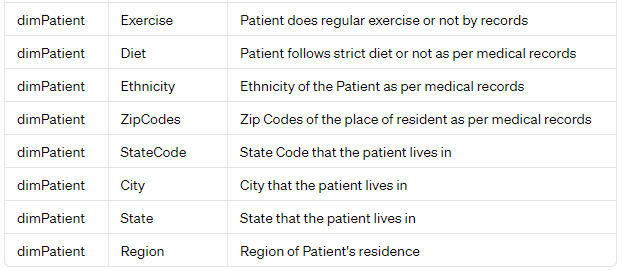 dimPatient Exercise Patient does regular exercise or not by records
dimPatient Diet Patient follows strict diet or not as per medical records
dimPatient Ethnicity Ethnicity of the Patient as per medical records
dimPatient ZipCodes Zip Codes of the place of resident as per medical records
dimPatient StateCode State Code that the patient lives in
dimPatient City City that the patient lives in
dimPatient State State that the patient lives in
dimPatient Region Region of Patient's residence